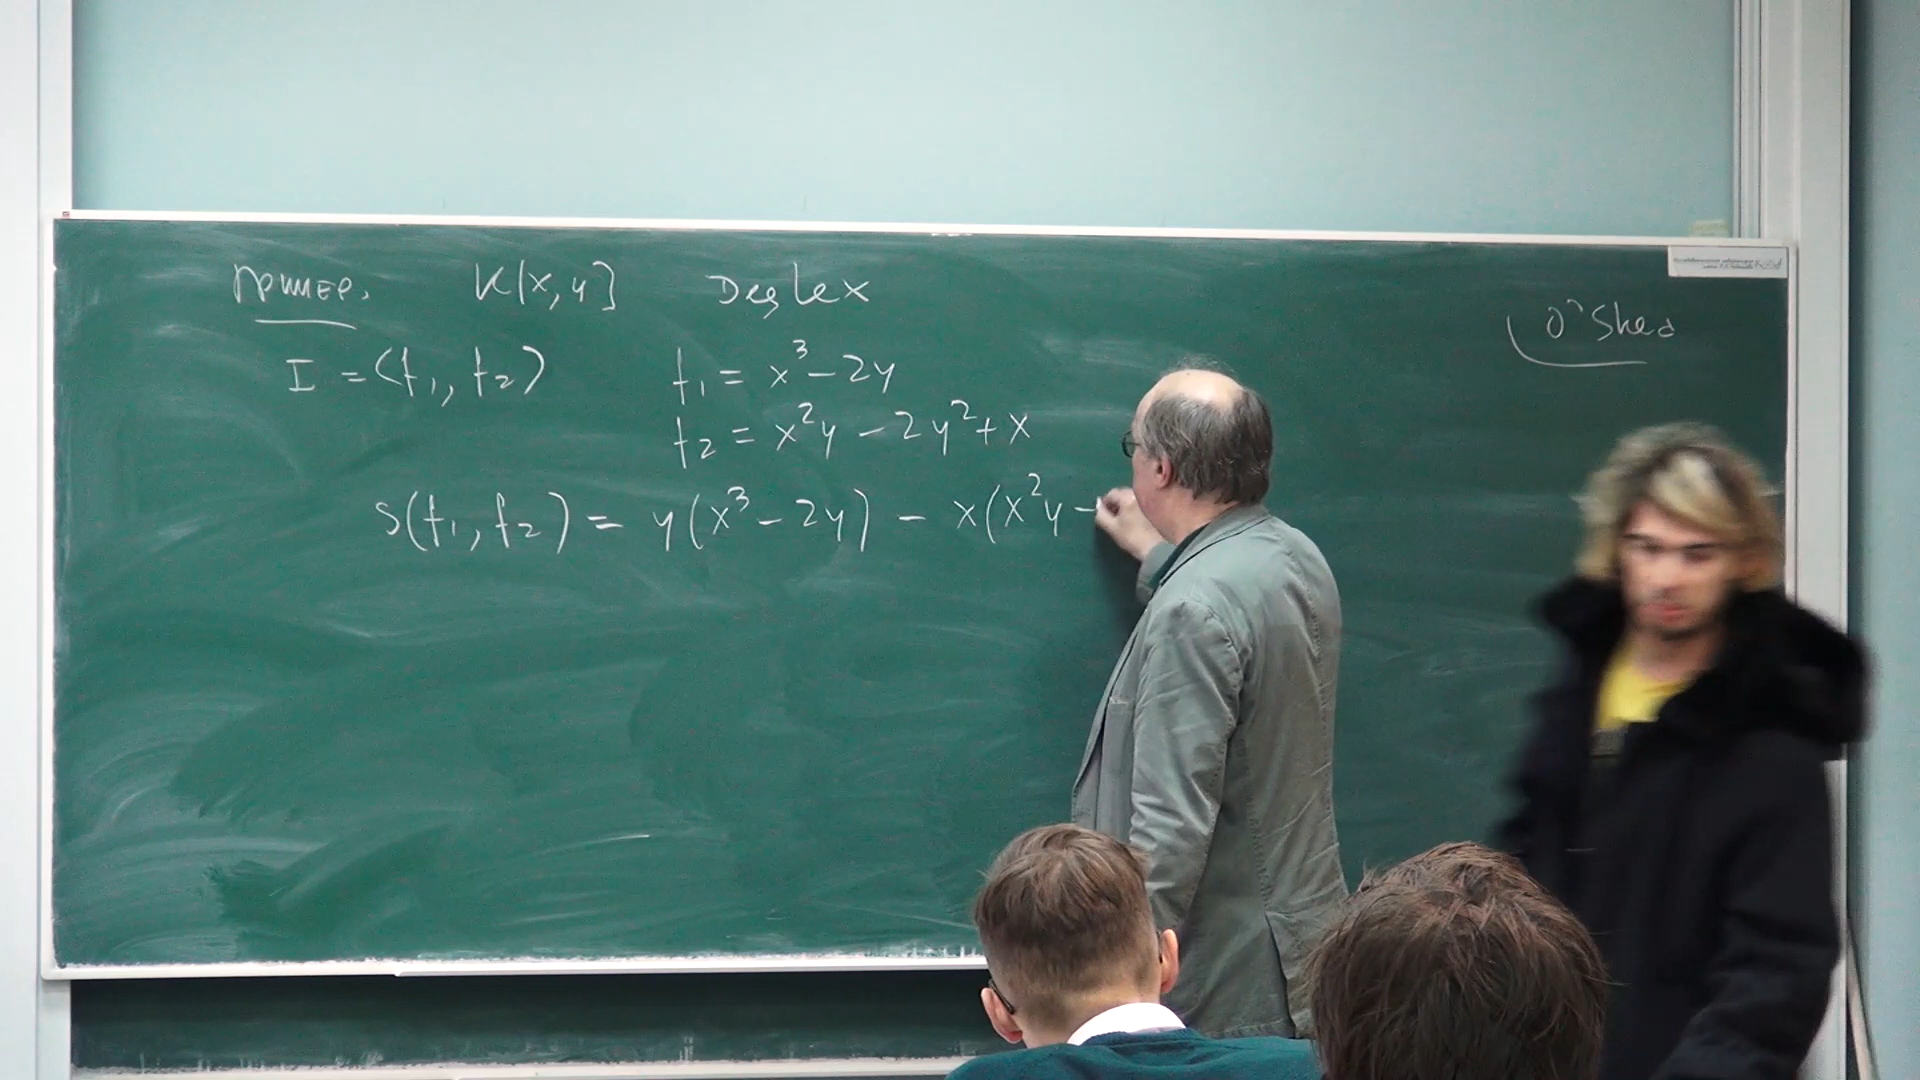 Пример. K[x, y] Deglex
I = (f₁, f₂) f₁ = x³ − 2y
f₂ = x²y − 2y² + x
S(f₁, f₂) = y(x³ − 2y) − x(x²y −
O'Shea